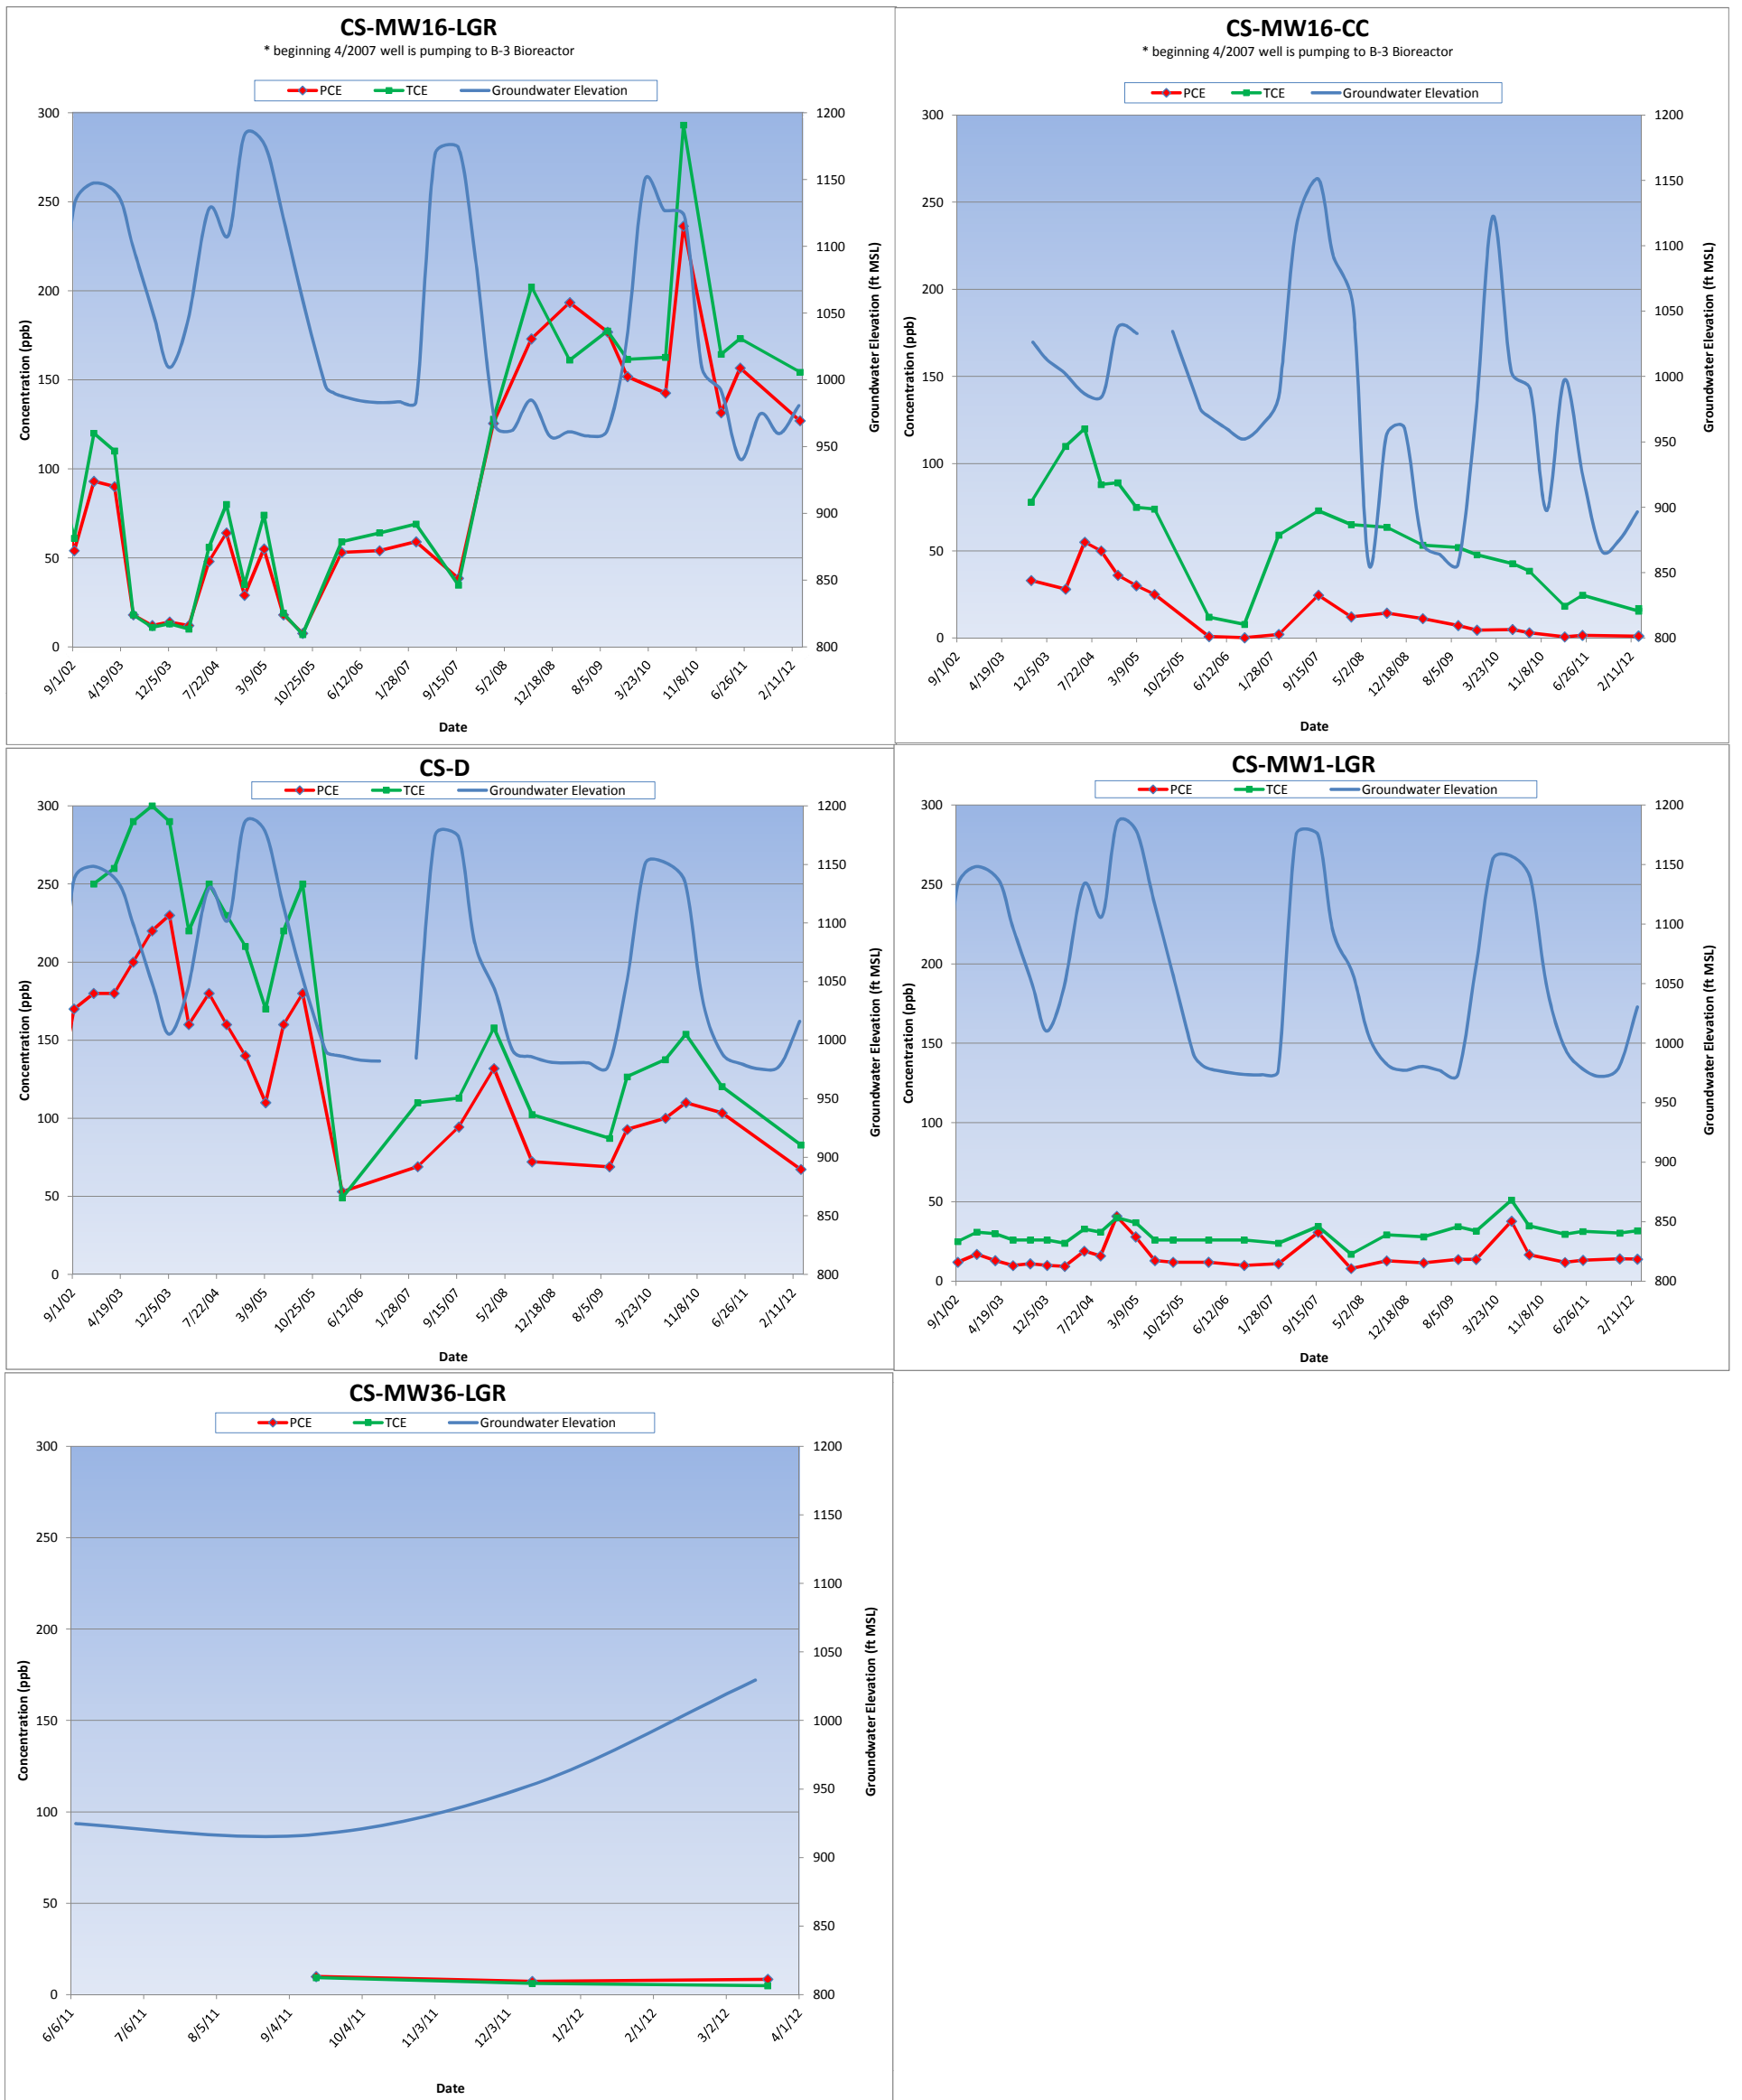 CS-MW16-LGR
* beginning 4/2007 well is pumping to B-3 Bioreactor
PCE TCE Groundwater Elevation
300
250
200
150
100
50
0
1200
1150
1100
1050
1000
950
900
850
800
Concentration (ppb)
Groundwater Elevation (ft MSL)
9/1/02 4/19/03 12/5/03 7/22/04 3/9/05 10/25/05 6/12/06 1/28/07 9/15/07 5/2/08 12/18/08 8/5/09 3/23/10 11/8/10 6/26/11 2/11/12
Date
CS-MW16-CC
* beginning 4/2007 well is pumping to B-3 Bioreactor
PCE TCE Groundwater Elevation
300
250
200
150
100
50
0
1200
1150
1100
1050
1000
950
900
850
800
Concentration (ppb)
Groundwater Elevation (ft MSL)
9/1/02 4/19/03 12/5/03 7/22/04 3/9/05 10/25/05 6/12/06 1/28/07 9/15/07 5/2/08 12/18/08 8/5/09 3/23/10 11/8/10 6/26/11 2/11/12
Date
CS-D
PCE TCE Groundwater Elevation
300
250
200
150
100
50
0
1200
1150
1100
1050
1000
950
900
850
800
Concentration (ppb)
Groundwater Elevation (ft MSL)
9/1/02 4/19/03 12/5/03 7/22/04 3/9/05 10/25/05 6/12/06 1/28/07 9/15/07 5/2/08 12/18/08 8/5/09 3/23/10 11/8/10 6/26/11 2/11/12
Date
CS-MW1-LGR
PCE TCE Groundwater Elevation
300
250
200
150
100
50
0
1200
1150
1100
1050
1000
950
900
850
800
Concentration (ppb)
Groundwater Elevation (ft MSL)
9/1/02 4/19/03 12/5/03 7/22/04 3/9/05 10/25/05 6/12/06 1/28/07 9/15/07 5/2/08 12/18/08 8/5/09 3/23/10 11/8/10 6/26/11 2/11/12
Date
CS-MW36-LGR
PCE TCE Groundwater Elevation
300
250
200
150
100
50
0
1200
1150
1100
1050
1000
950
900
850
800
Concentration (ppb)
Groundwater Elevation (ft MSL)
6/6/11 7/6/11 8/5/11 9/4/11 10/4/11 11/3/11 12/3/11 1/2/12 2/1/12 3/2/12 4/1/12
Date